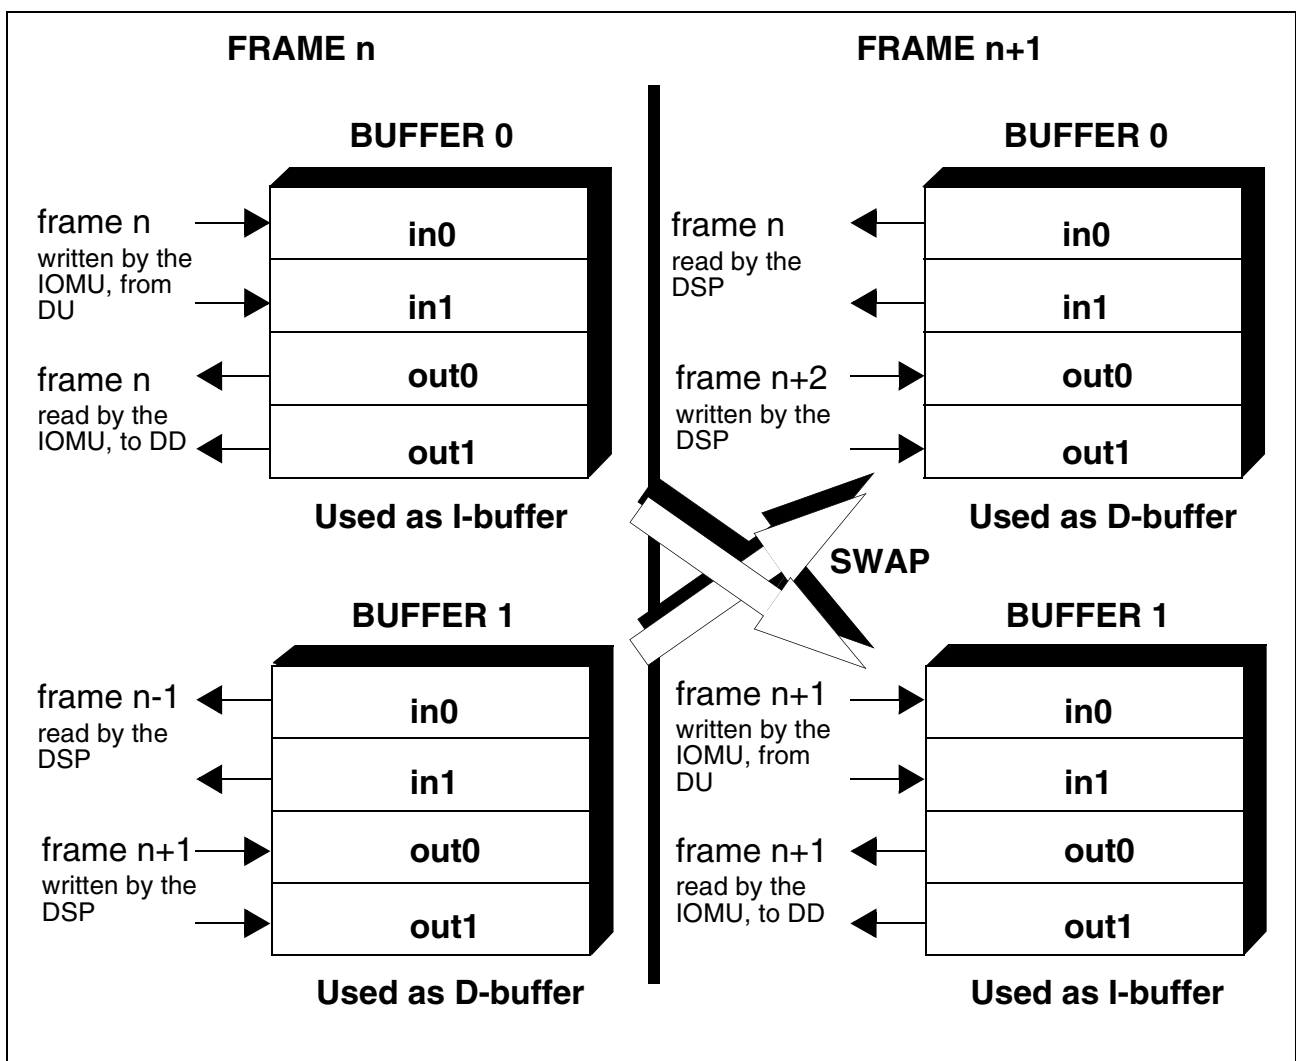 FRAME n
FRAME n+1
BUFFER 0
frame n
written by the
IOMU, from
DU
frame n
read by the
IOMU, to DD
in0
in1
out0
out1
Used as I-buffer
BUFFER 0
frame n
read by the
DSP
frame n+2
written by the
DSP
in0
in1
out0
out1
Used as D-buffer
SWAP
BUFFER 1
frame n-1
read by the
DSP
frame n+1
written by the
DSP
in0
in1
out0
out1
Used as D-buffer
BUFFER 1
frame n+1
written by the
IOMU, from
DU
frame n+1
read by the
IOMU, to DD
in0
in1
out0
out1
Used as I-buffer